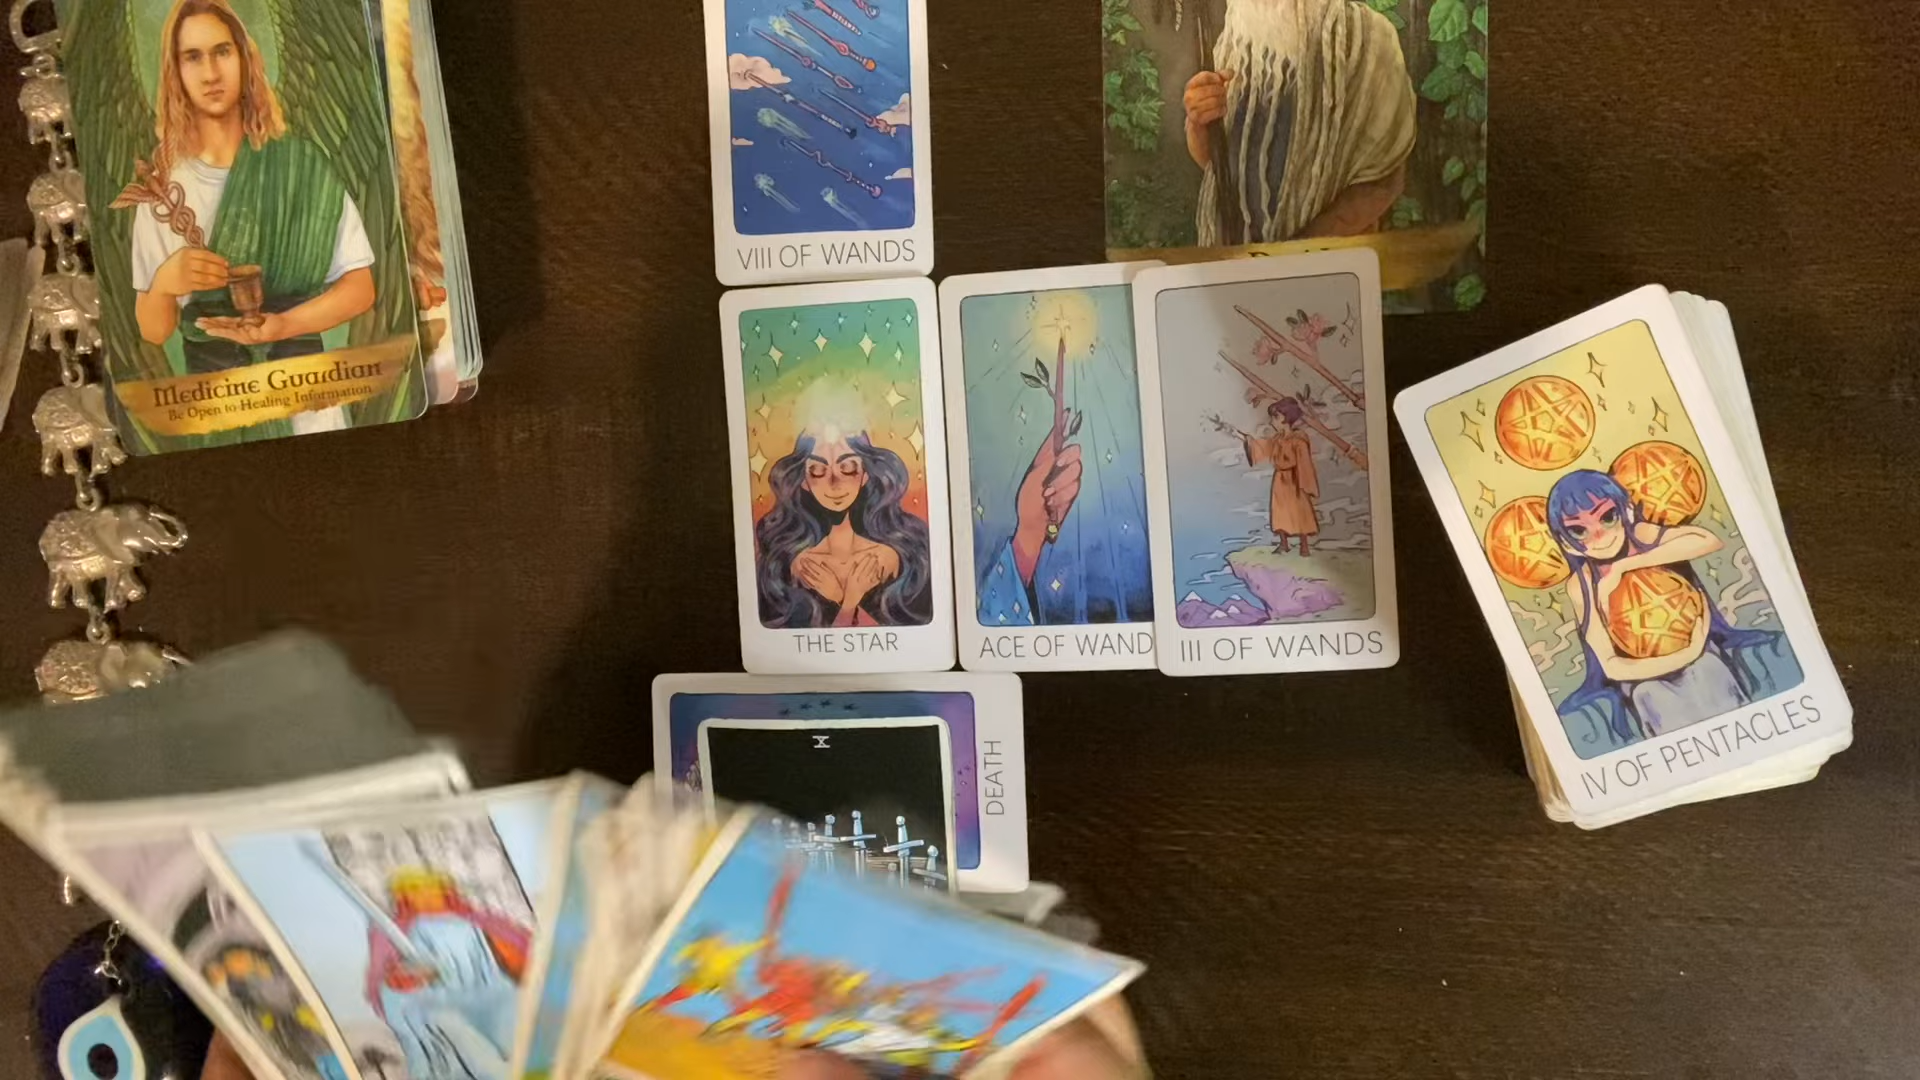 VIII OF WANDS
Medicine Guardian
Be Open to Healing Information
THE STAR
ACE OF WAND
III OF WANDS
IV OF PENTACLES
DEATH
X